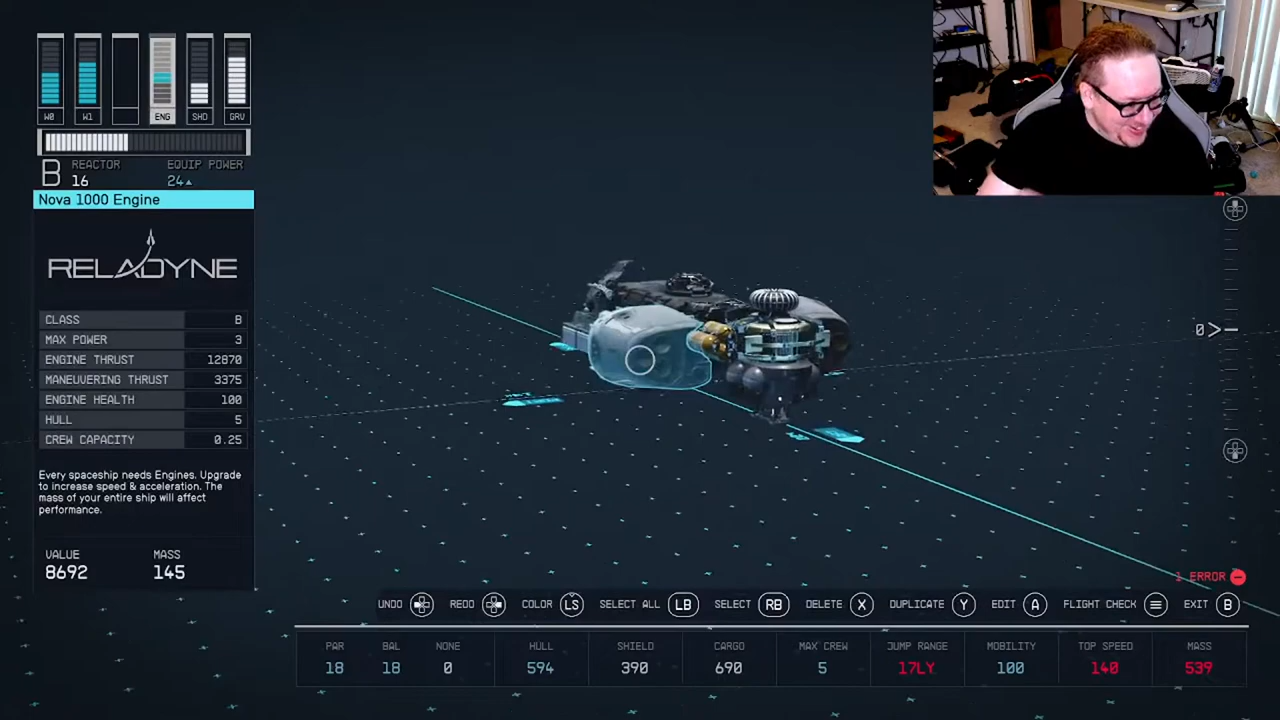 W0 W1 ENG SHD GRV
B REACTOR 16 EQUIP POWER 24
Nova 1000 Engine
RELADYNE
CLASS B
MAX POWER 3
ENGINE THRUST 12870
MANEUVERING THRUST 3375
ENGINE HEALTH 100
HULL 5
CREW CAPACITY 0.25
Every spaceship needs Engines. Upgrade
to increase speed & acceleration. The
mass of your entire ship will affect
performance.
VALUE MASS
8692 145
0
1 ERROR
UNDO REDO COLOR LS SELECT ALL LB SELECT RB DELETE X DUPLICATE Y EDIT A FLIGHT CHECK EXIT B
PAR BAL NONE HULL SHIELD CARGO MAX CREW JUMP RANGE MOBILITY TOP SPEED MASS
18 18 0 594 390 690 5 17LY 100 140 539